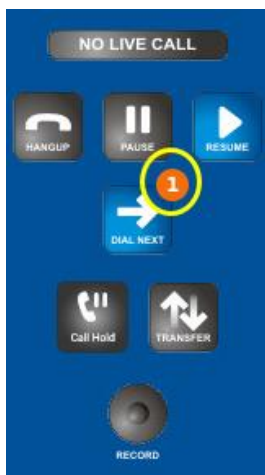 NO LIVE CALL
HANGUP PAUSE RESUME
1
DIAL NEXT
Call Hold TRANSFER
RECORD